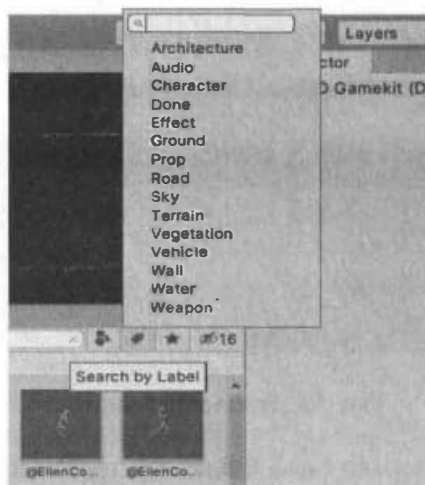 Layers
ctor
D Gamekit (D
Architecture
Audio
Character
Done
Effect
Ground
Prop
Road
Sky
Terrain
Vegetation
Vehicle
Wall
Water
Weapon
16
Search by Label
@EllenCo...
@EllenCo...